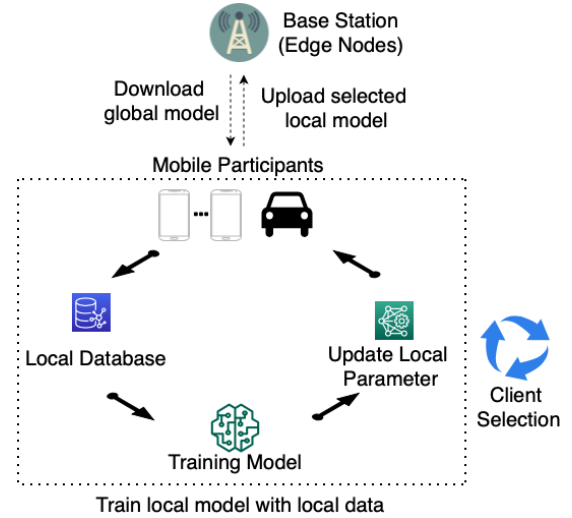 Base Station
(Edge Nodes)
Download
global model
Upload selected
local model
Mobile Participants
Local Database
Update Local
Parameter
Training Model
Client
Selection
Train local model with local data